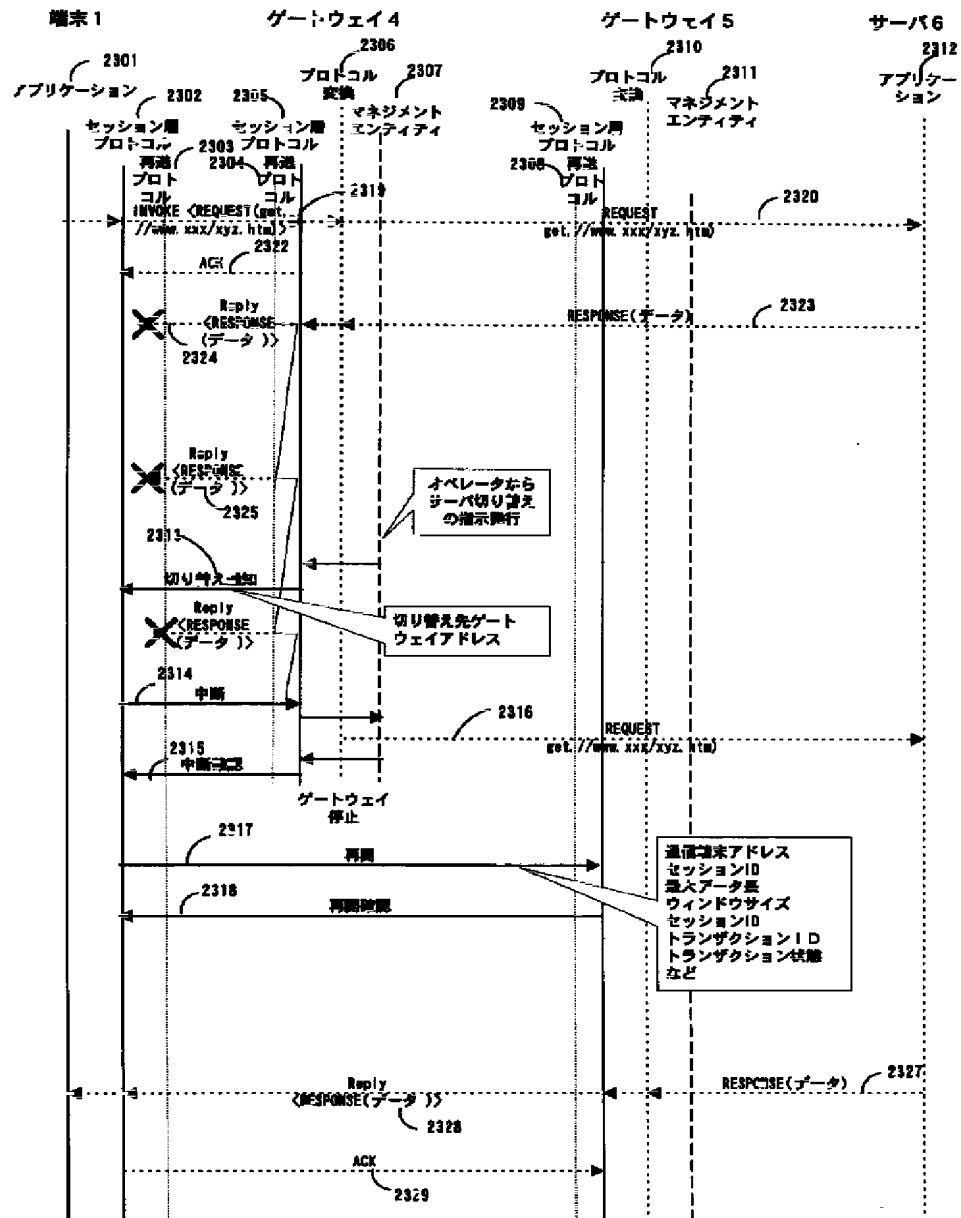 端末1
ゲートウェイ4
ゲートウェイ5
サーバ6
2301
アプリケーション
2302
セッション層
プロトコル
2303
再送
プロト
コル
2305
セッション層
プロトコル
2304
再送
プロト
コル
2306
プロトコル
変換
2307
マネジメント
エンティティ
2309
セッション層
プロトコル
2308
再送
プロト
コル
2310
プロトコル
変換
2311
マネジメント
エンティティ
2312
アプリケー
ション
INVOKE <REQUEST(get,
//www.xxx/xyz.htm)>
2319
REQUEST
get.//www.xxx/xyz.htm)
2320
2322
ACK
Reply
<RESPONSE
(データ)>
2324
RESPONSE(データ)
2323
Reply
<RESPONSE
(データ)>
2325
オペレータから
サーバ切り替え
の指示発行
2313
切り替え通知
Reply
<RESPONSE
(データ)>
切り替え先ゲート
ウェイアドレス
2314
中断
2316
REQUEST
get.//www.xxx/xyz.htm)
2315
中断確認
ゲートウェイ
停止
2317
再開
通信端末アドレス
セッションID
最大データ長
ウィンドウサイズ
セッションID
トランザクションID
トランザクション状態
など
2318
再開確認
Reply
<RESPONSE(データ)>
2328
RESPONSE(データ)
2327
ACK
2329